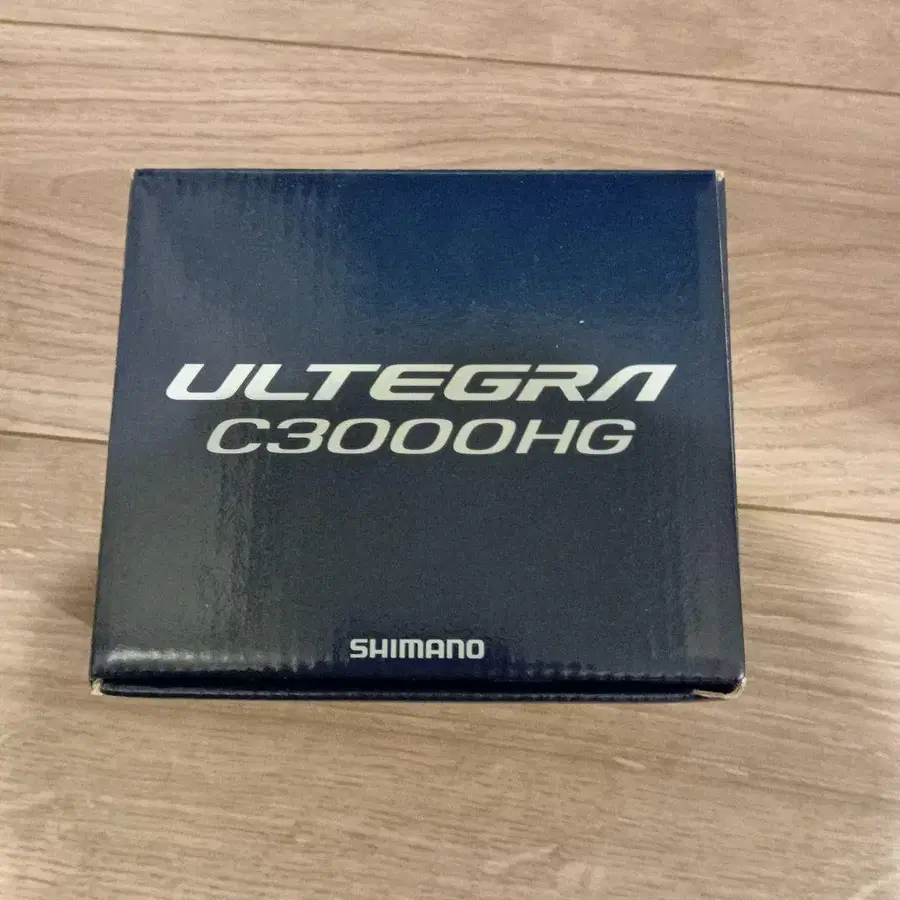 ULTEGRA
C3000HG
SHIMANO